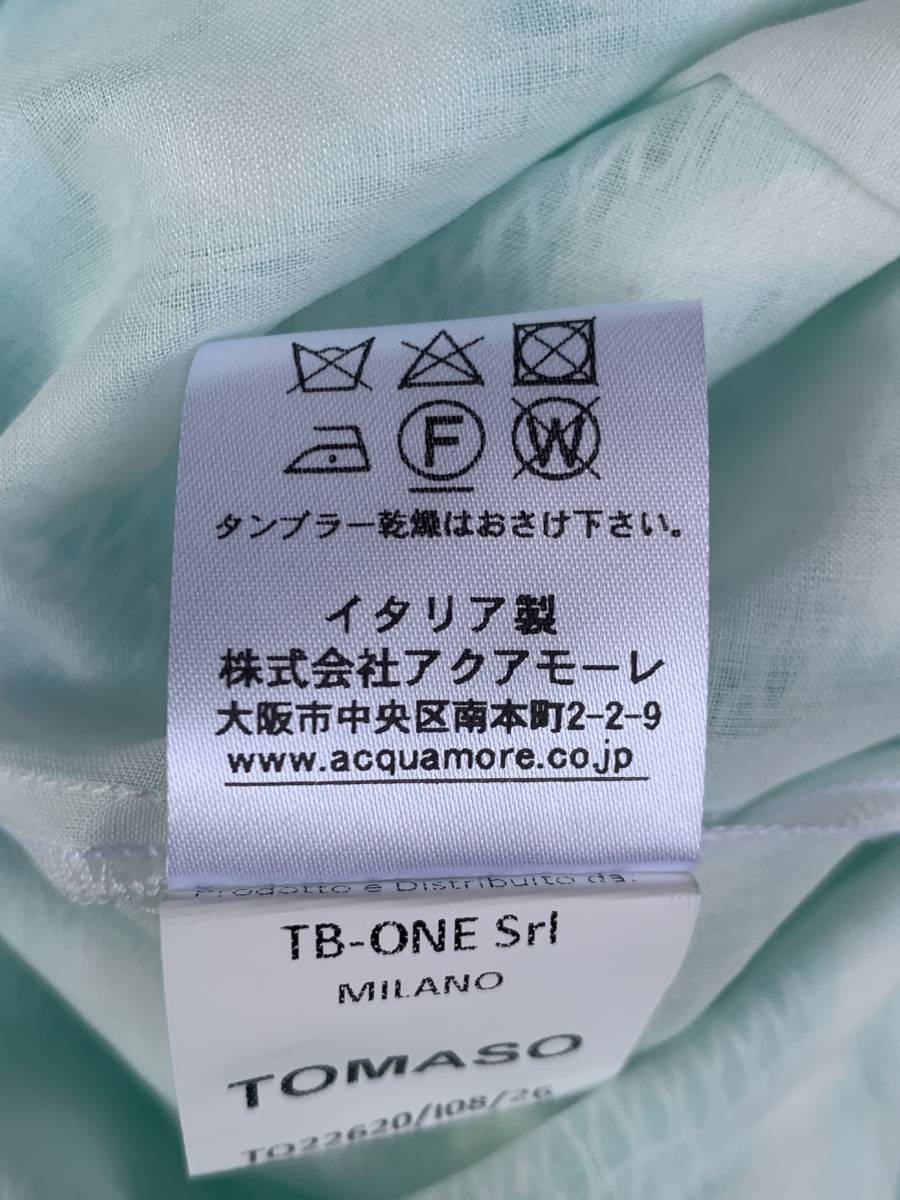 F W
タンブラー乾燥はおさけ下さい。
イタリア製
株式会社アクアモーレ
大阪市中央区南本町2-2-9
www.acquamore.co.jp
Prodotto e Distribuito da:
TB-ONE Srl
MILANO
TOMASO
TO22620/I08/26